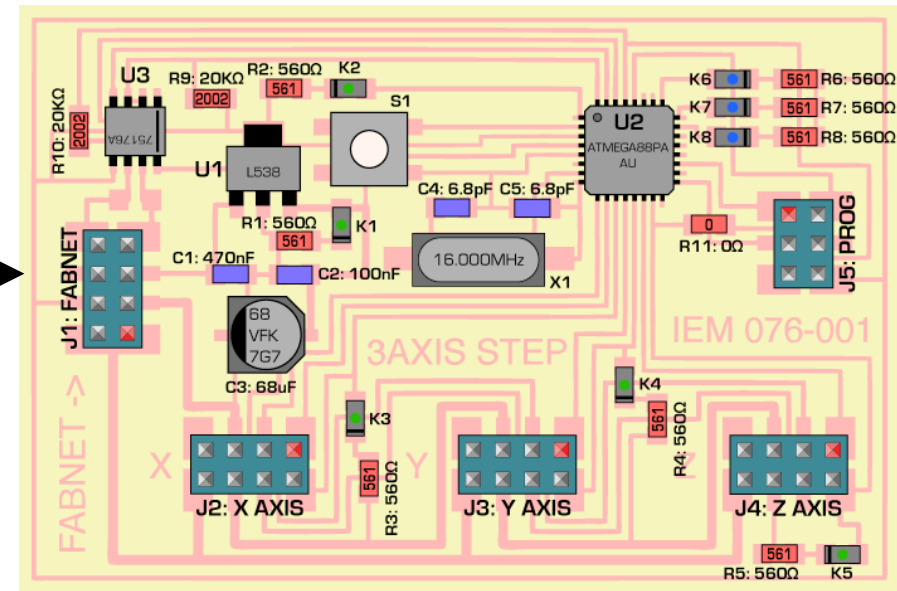 U3
R9: 20KΩ
R2: 560Ω
K2
2002
561
S1
R10: 20KΩ
2002
75176A
U1
L538
U2
ATMEGA88PA
AU
K6
561
R6: 560Ω
K7
561
R7: 560Ω
K8
561
R8: 560Ω
C4: 6.8pF
C5: 6.8pF
R1: 560Ω
561
K1
0
R11: 0Ω
J5: PROG
C1: 470nF
C2: 100nF
16.000MHz
X1
J1: FABNET
68
VFK
7G7
C3: 68uF
3AXIS STEP
IEM 076-001
FABNET ->
K3
K4
561
R4: 560Ω
X
Y
Z
561
R3: 560Ω
J2: X AXIS
J3: Y AXIS
J4: Z AXIS
561
R5: 560Ω
K5